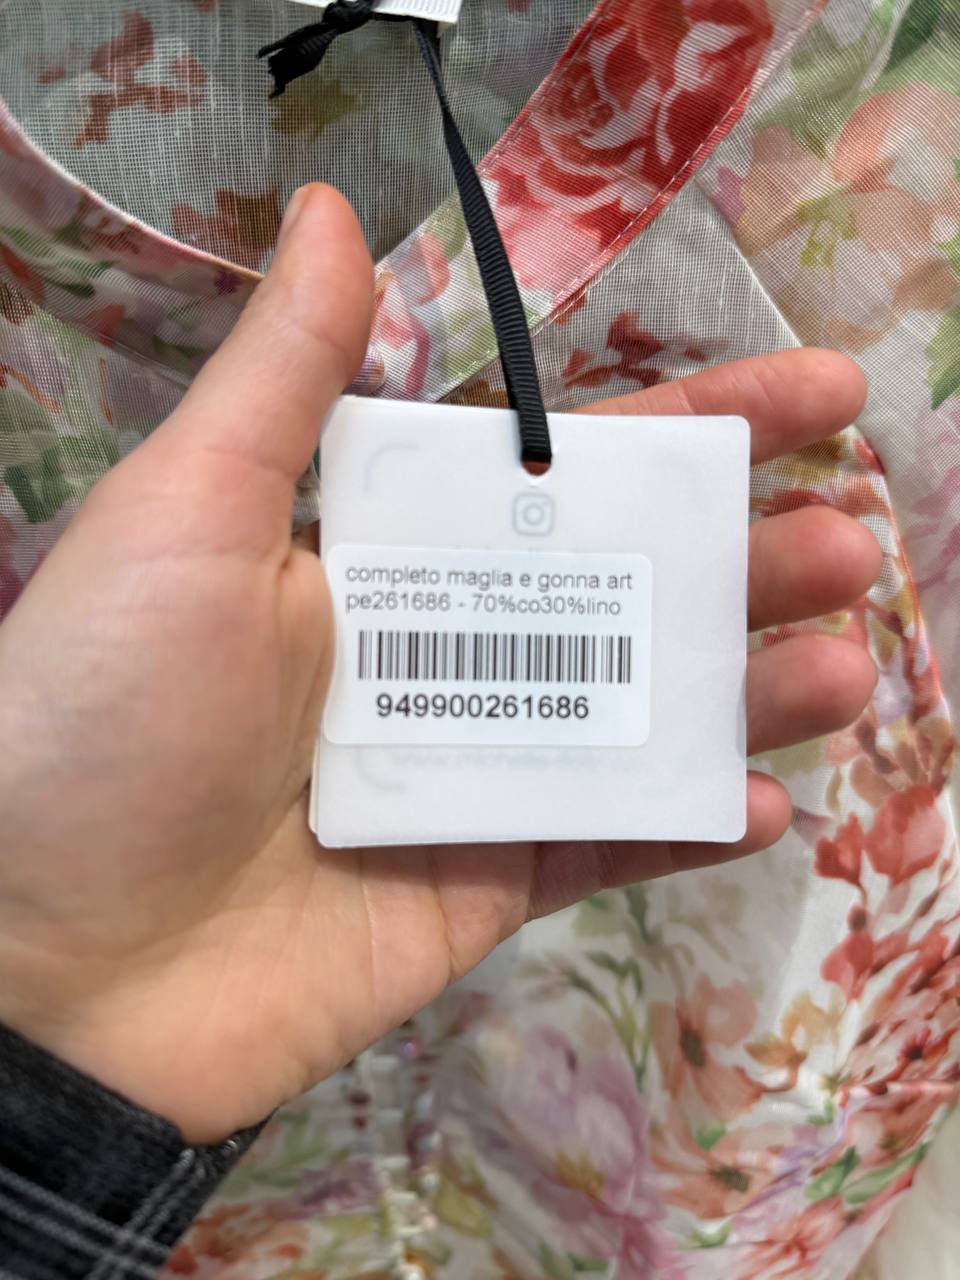 completo maglia e gonna art
pe261686 - 70%co30%lino
949900261686